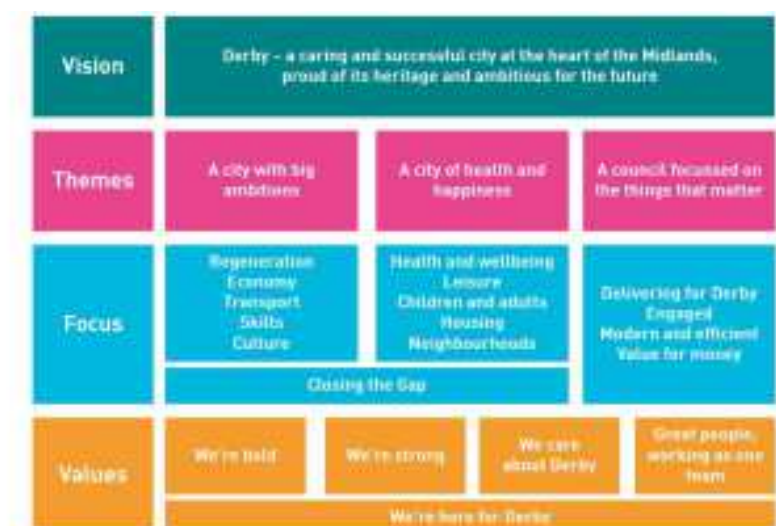 Vision
Derby – a caring and successful city at the heart of the Midlands,
proud of its heritage and ambitious for the future
Themes
A city with big
ambitions
A city of health and
happiness
A council focussed on
the things that matter
Focus
Regeneration
Economy
Transport
Skills
Culture
Health and wellbeing
Leisure
Children and adults
Housing
Neighbourhoods
Delivering for Derby
Engaged
Modern and efficient
Value for money
Closing the Gap
Values
We're bold
We're strong
We care
about Derby
Great people,
working as one
team
We're here for Derby